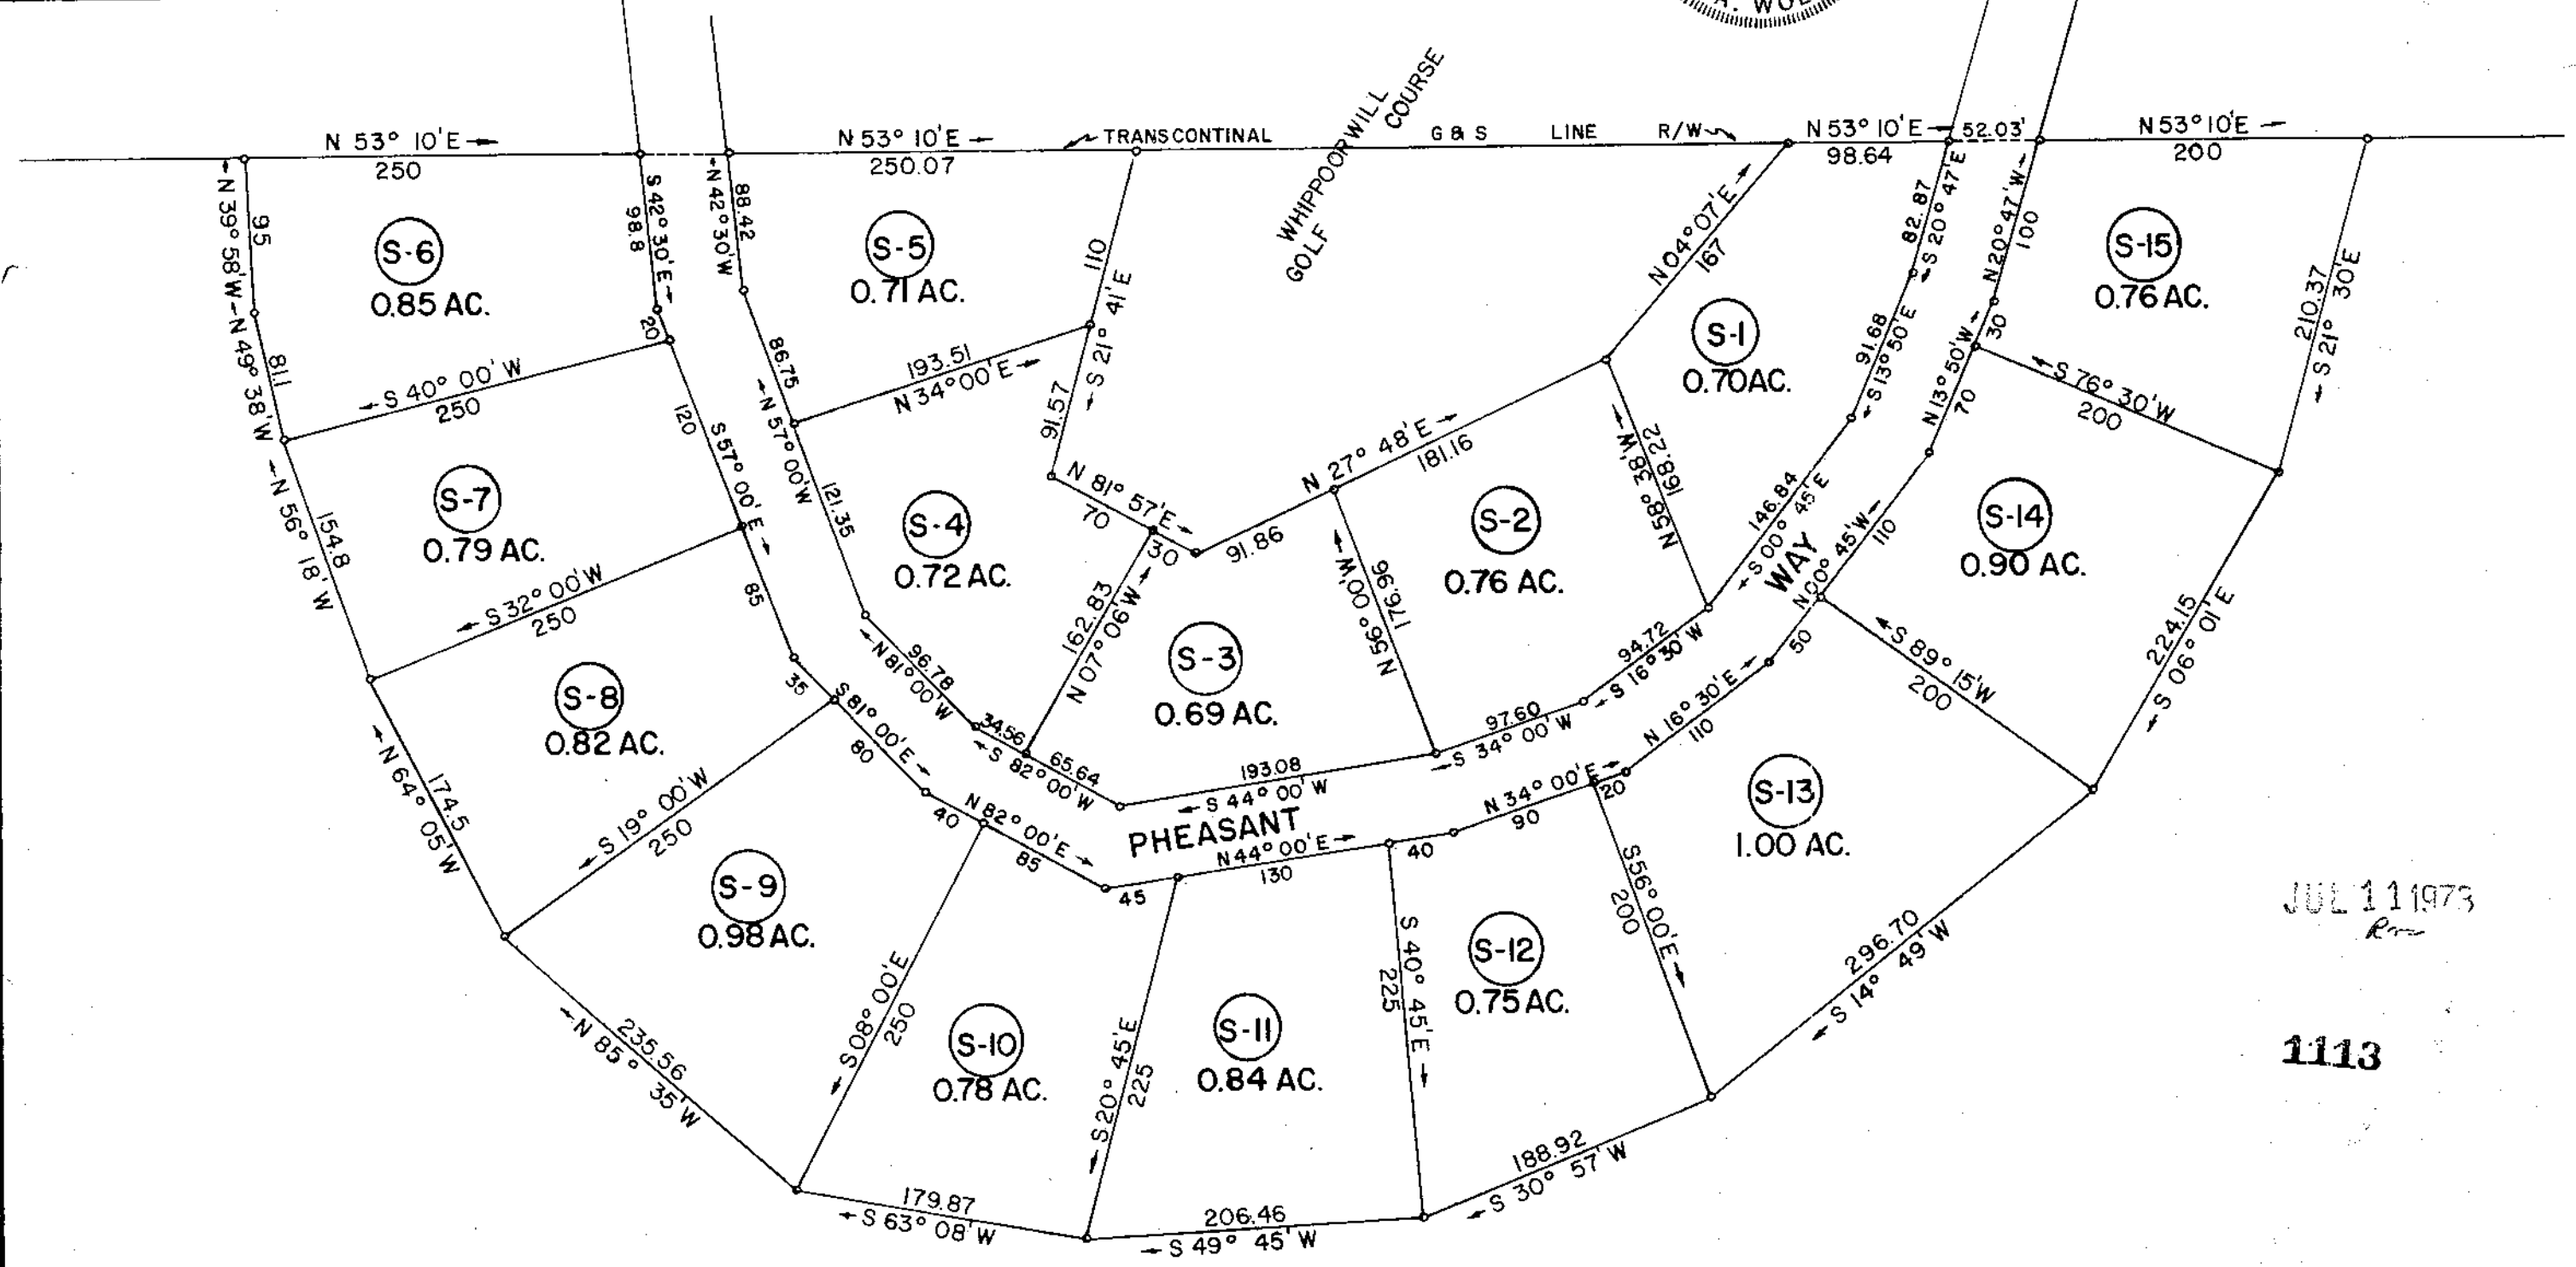 A. WOL
N 53° 10'E
250
N 53° 10'E
250.07
TRANSCONTINAL G & S LINE R/W
N 53° 10'E
98.64
52.03'
N 53°10'E
200
WHIPPOORWILL
GOLF COURSE
N 39° 58'W
95
N 49° 38'W
81.1
S-6
0.85 AC.
S 42° 30'E
98.8
20
N 42° 30'W
88.42
S-5
0.71 AC.
110
S 21° 41'E
91.57
86.75
N 57° 00'W
121.35
193.51
N 34°00'E
N 04° 07'E
167
S-1
0.70 AC.
82.87
S 20° 47'E
91.68
S 13° 50'E
N 20° 47'W
100
30
N 13° 50'W
70
S-15
0.76 AC.
210.37
S 21° 30'E
S 76° 30'W
200
S 40° 00'W
250
120
S 57° 00'E
85
S-7
0.79 AC.
154.8
N 56° 18'W
S 32° 00'W
250
S-4
0.72 AC.
N 81° 57'E
70
30
91.86
N 27° 48'E
181.16
S-2
0.76 AC.
N 58° 38'W
168.22
146.84
S 00° 45'E
WAY
N 00° 45'W
110
50
S-14
0.90 AC.
224.15
S 06° 01'E
S 89° 15'W
200
S-8
0.82 AC.
174.5
N 64° 05'W
35
S 81° 00'E
80
96.78
N 81° 00'W
34.56
65.64
S 82° 00'W
162.83
N 07° 06'W
S-3
0.69 AC.
N 56° 00'W
176.96
193.08
S 44° 00'W
97.60
S 34° 00'W
94.72
S 16° 30'W
N 16° 30'E
110
S-13
1.00 AC.
S 19° 00'W
250
40
N 82° 00'E
85
45
PHEASANT
N 44° 00'E
130
40
N 34° 00'E
90
20
S-9
0.98 AC.
235.56
N 85° 35'W
S 08° 00'E
250
S-10
0.78 AC.
S 20° 45'E
225
S-11
0.84 AC.
S 40° 45'E
225
S-12
0.75 AC.
S 56° 00'E
200
296.70
S 14° 49'W
179.87
S 63° 08'W
206.46
S 49° 45'W
188.92
S 30° 57'W
JUL 11 1973
1113